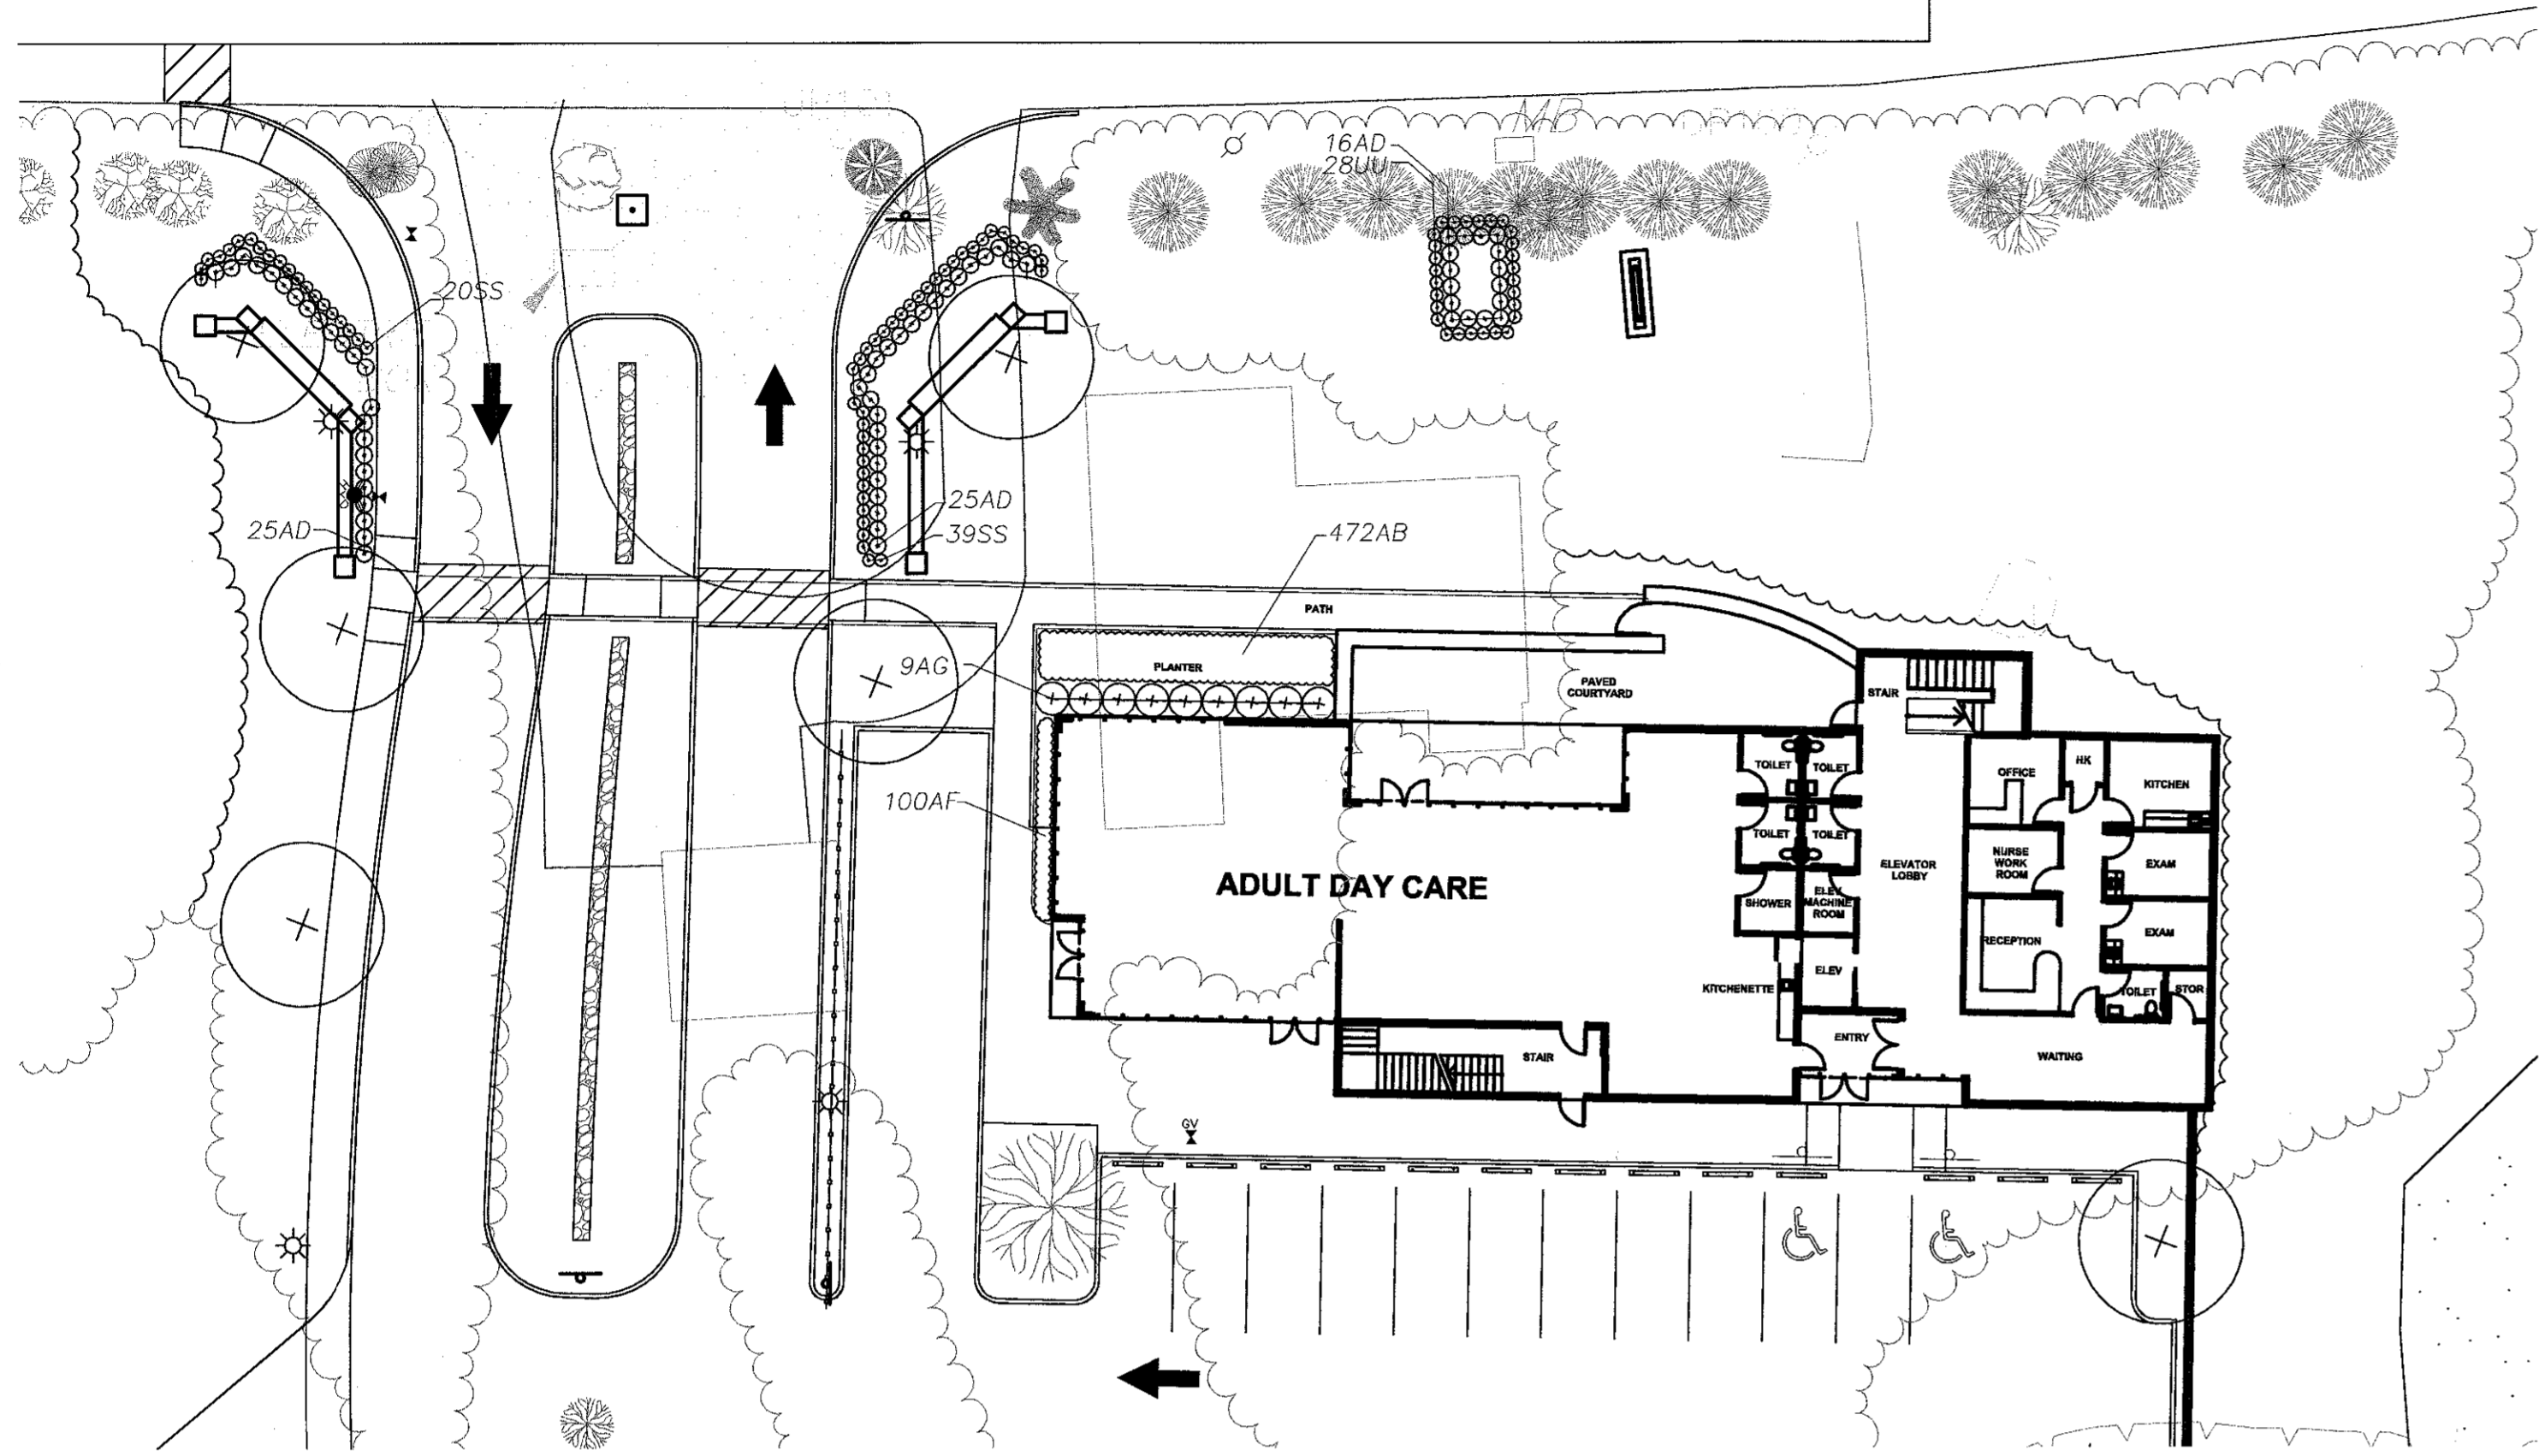 MB
16AD
28UU
20SS
25AD
25AD
39SS
472AB
PATH
9AG
PLANTER
PAVED
COURTYARD
STAIR
100AF
TOILET
TOILET
TOILET
TOILET
OFFICE
HK
KITCHEN
ADULT DAY CARE
ELEVATOR
LOBBY
NURSE
WORK
ROOM
EXAM
SHOWER
ELEV
MACHINE
ROOM
RECEPTION
EXAM
KITCHENETTE
ELEV
TOILET
STOR
STAIR
ENTRY
WAITING
GV